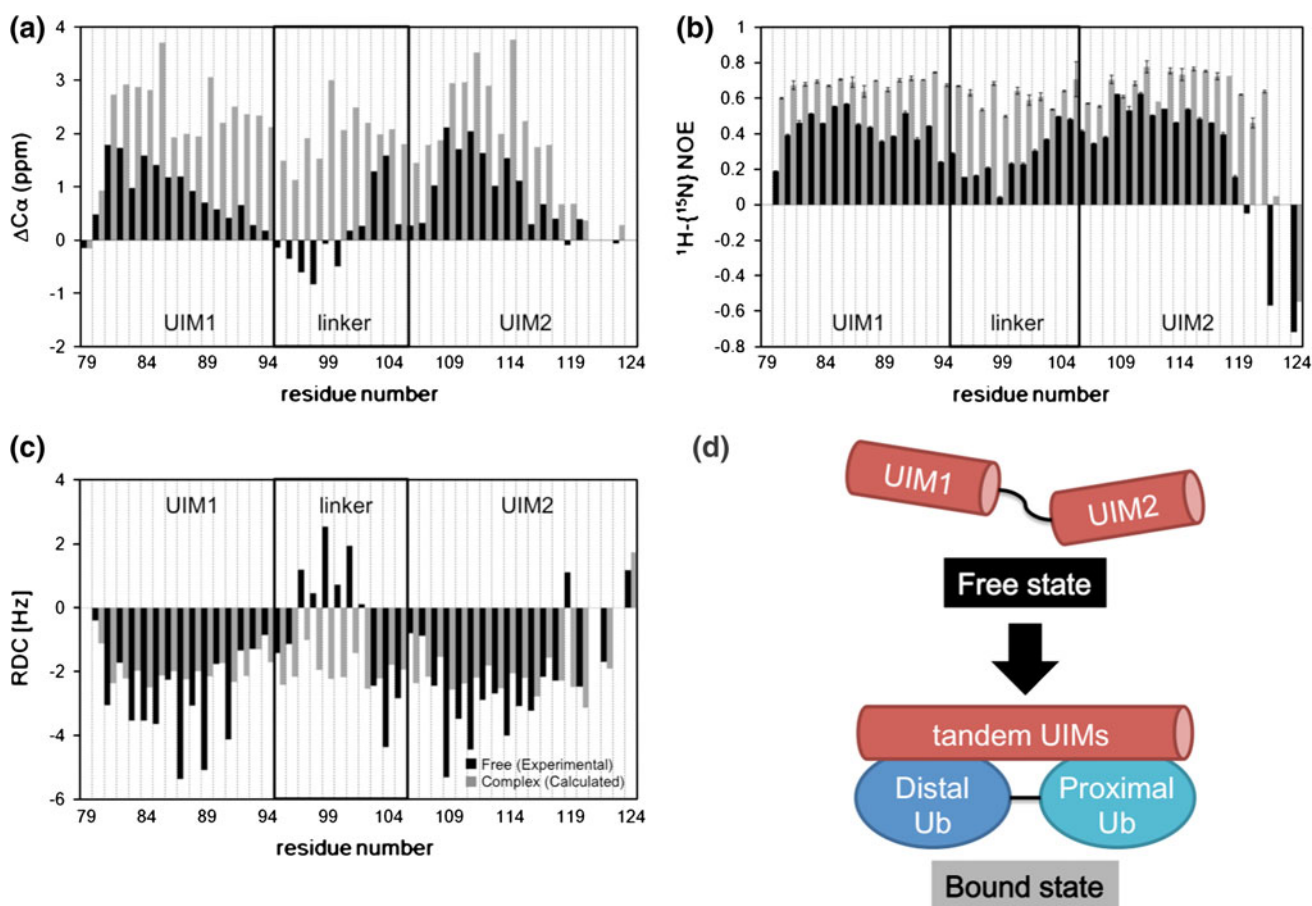 (a)
ΔCα (ppm)
4
3
2
1
0
-1
-2
UIM1
linker
UIM2
79 84 89 94 99 104 109 114 119 124
residue number
(b)
¹H-{¹⁵N} NOE
1
0.8
0.6
0.4
0.2
0
-0.2
-0.4
-0.6
-0.8
UIM1
linker
UIM2
79 84 89 94 99 104 109 114 119 124
residue number
(c)
RDC [Hz]
4
2
0
-2
-4
-6
UIM1
linker
UIM2
Free (Experimental)
Complex (Calculated)
79 84 89 94 99 104 109 114 119 124
residue number
(d)
UIM1
UIM2
Free state
tandem UIMs
Distal
Ub
Proximal
Ub
Bound state